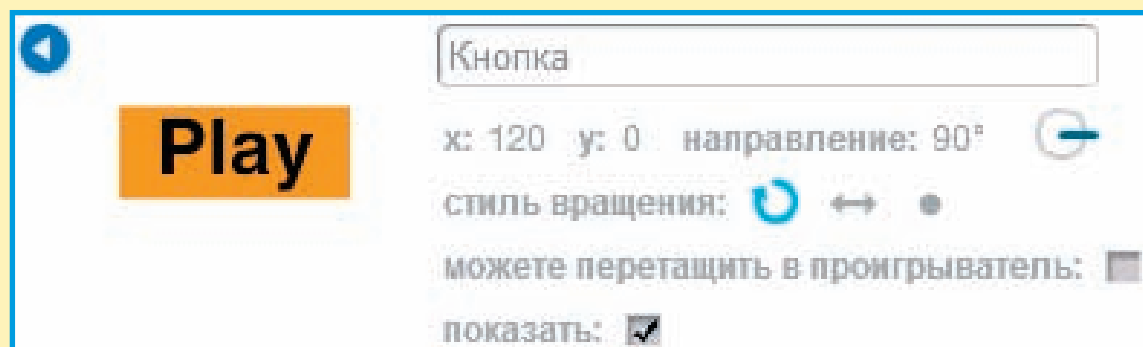 Кнопка
Play
x: 120 y: 0 направление: 90°
стиль вращения:
можете перетащить в проигрыватель:
показать: